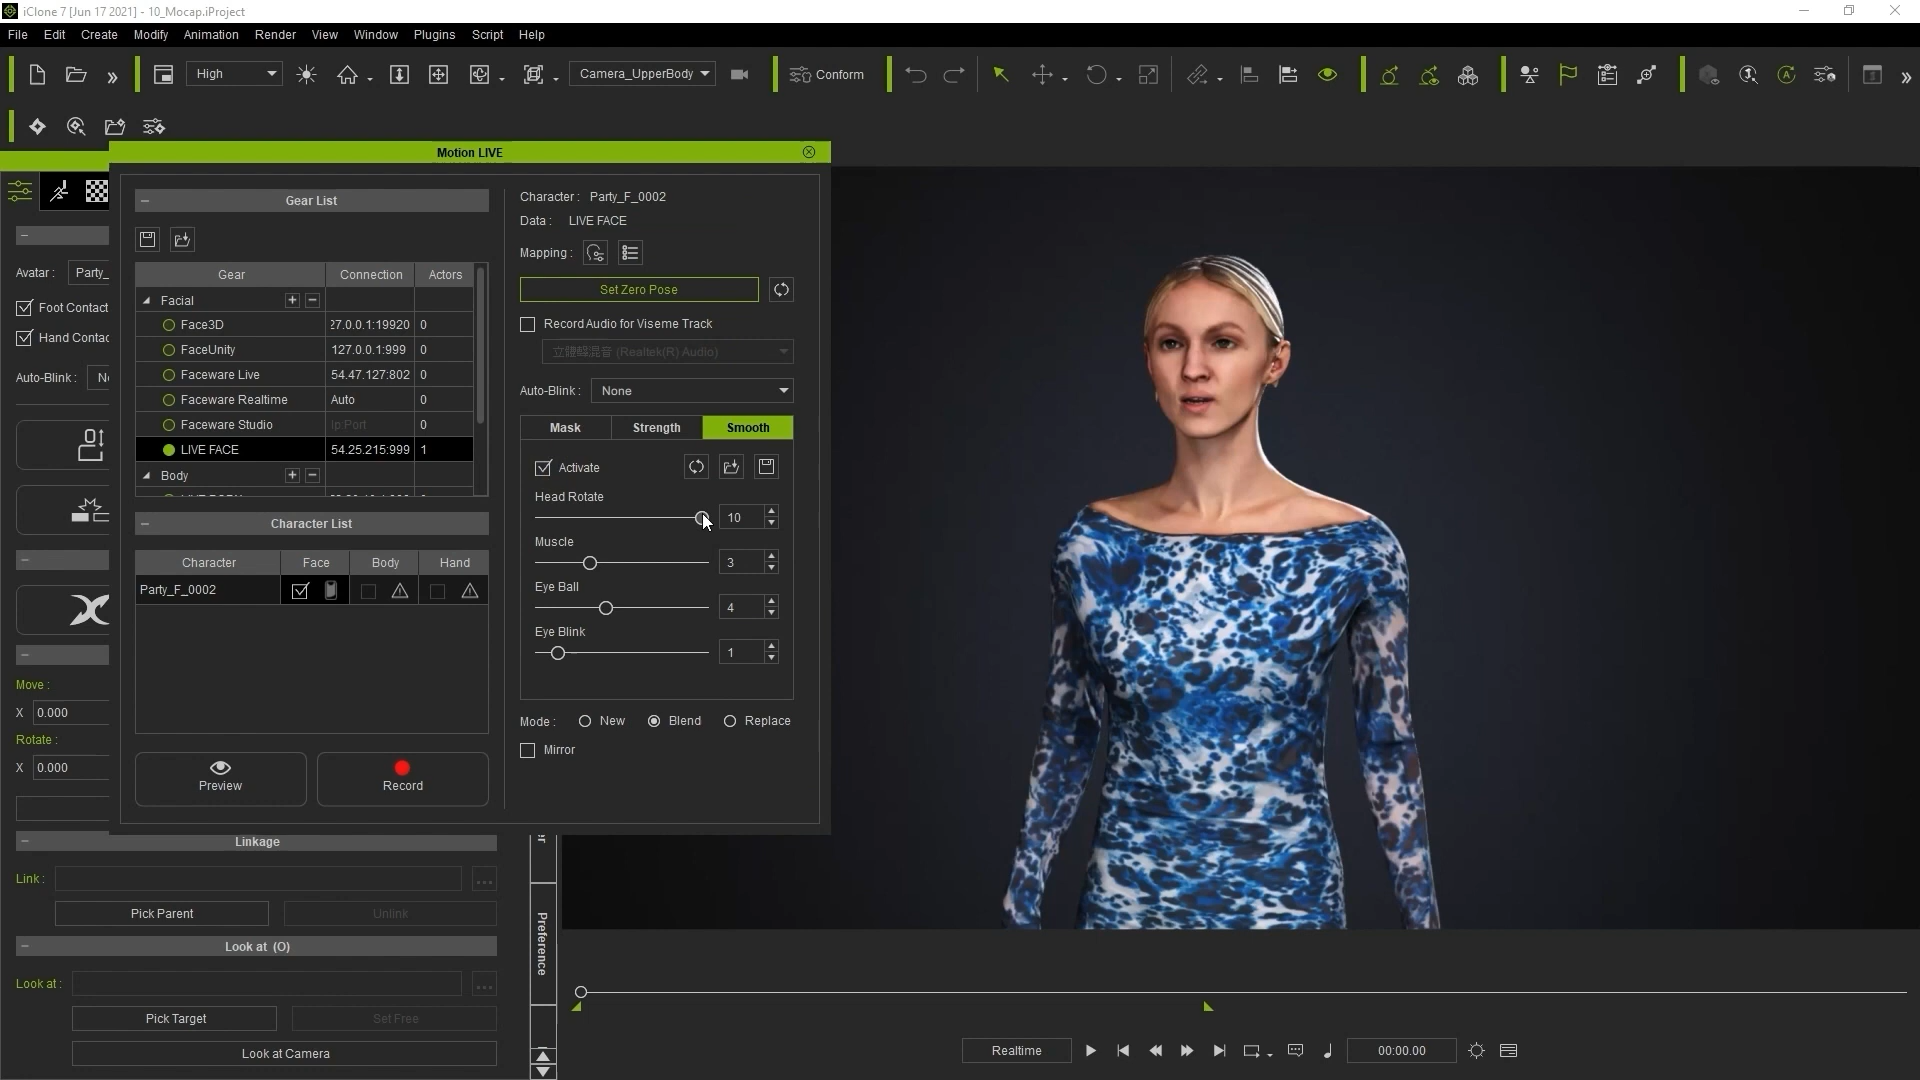 iClone 7 [Jun 17 2021] - 10_Mocap.iProject
File Edit Create Modify Animation Render View Window Plugins Script Help
High
Camera_UpperBody
Conform
Motion LIVE
Gear List
Gear Connection Actors
Facial
Face3D 27.0.0.1:19920 0
FaceUnity 127.0.0.1:999 0
Faceware Live 54.47.127:802 0
Faceware Realtime Auto 0
Faceware Studio Ip:Port 0
LIVE FACE 54.25.215:999 1
Body
Character List
Character Face Body Hand
Party_F_0002
Preview
Record
Character : Party_F_0002
Data : LIVE FACE
Mapping :
Set Zero Pose
Record Audio for Viseme Track
(Realtek(R) Audio)
Auto-Blink : None
Mask Strength Smooth
Activate
Head Rotate
10
Muscle
3
Eye Ball
4
Eye Blink
1
Mode : New Blend Replace
Mirror
Avatar : Party_
Foot Contact
Hand Contac
Auto-Blink :
Move :
X 0.000
Rotate :
X 0.000
Linkage
Link :
...
Pick Parent
Unlink
Look at (O)
Look at :
...
Pick Target
Set Free
Look at Camera
Preference
Realtime
00:00.00